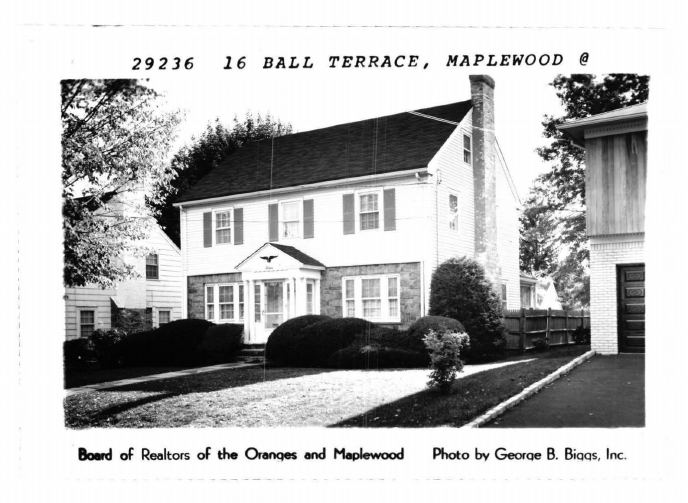 29236 16 BALL TERRACE, MAPLEWOOD @
Board of Realtors of the Oranges and Maplewood Photo by George B. Biggs, Inc.